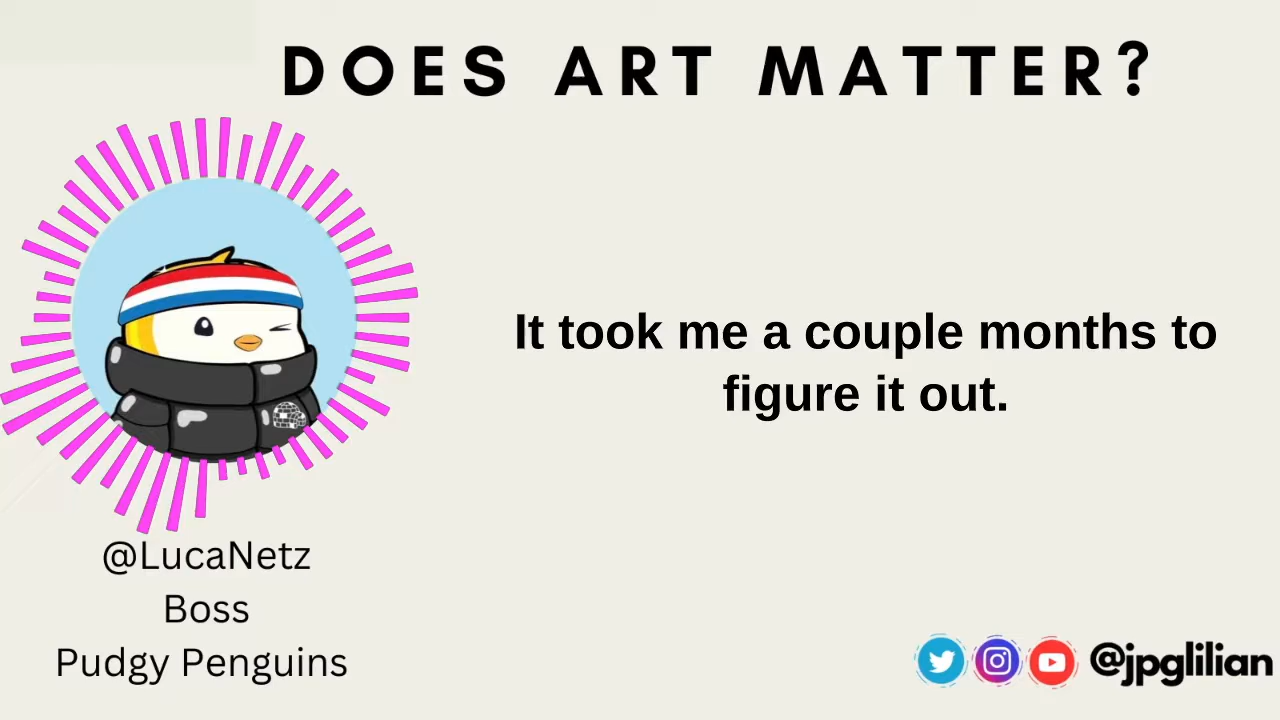 DOES ART MATTER?
It took me a couple months to
figure it out.
@LucaNetz
Boss
Pudgy Penguins
@jpglilian